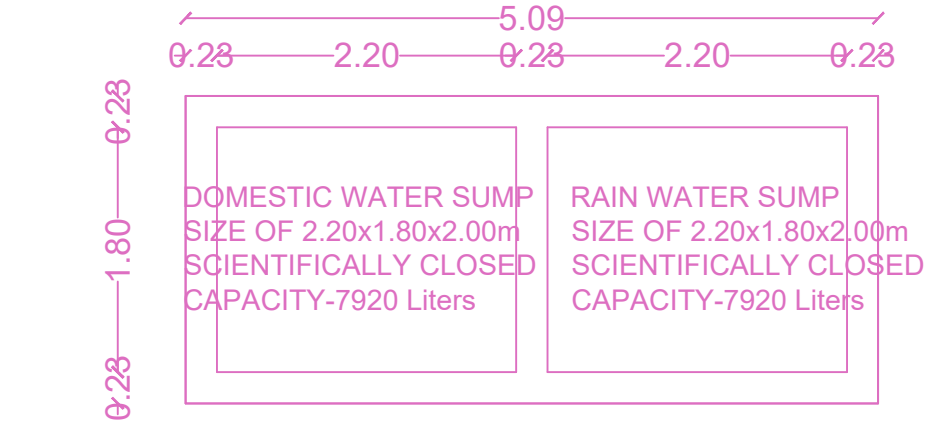 5.09
0.23 2.20 0.23 2.20 0.23
0.23
1.80
0.23
DOMESTIC WATER SUMP
SIZE OF 2.20x1.80x2.00m
SCIENTIFICALLY CLOSED
CAPACITY-7920 Liters
RAIN WATER SUMP
SIZE OF 2.20x1.80x2.00m
SCIENTIFICALLY CLOSED
CAPACITY-7920 Liters